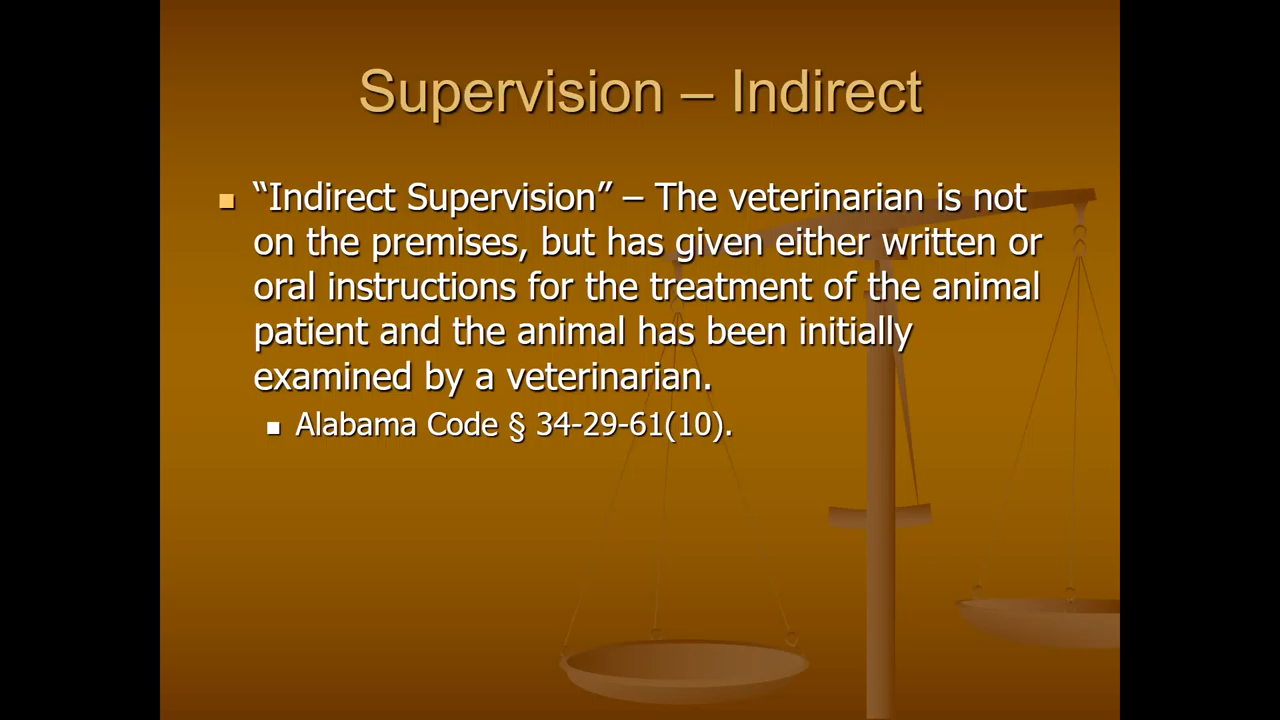 Supervision – Indirect
“Indirect Supervision” – The veterinarian is not
on the premises, but has given either written or
oral instructions for the treatment of the animal
patient and the animal has been initially
examined by a veterinarian.
Alabama Code § 34-29-61(10).